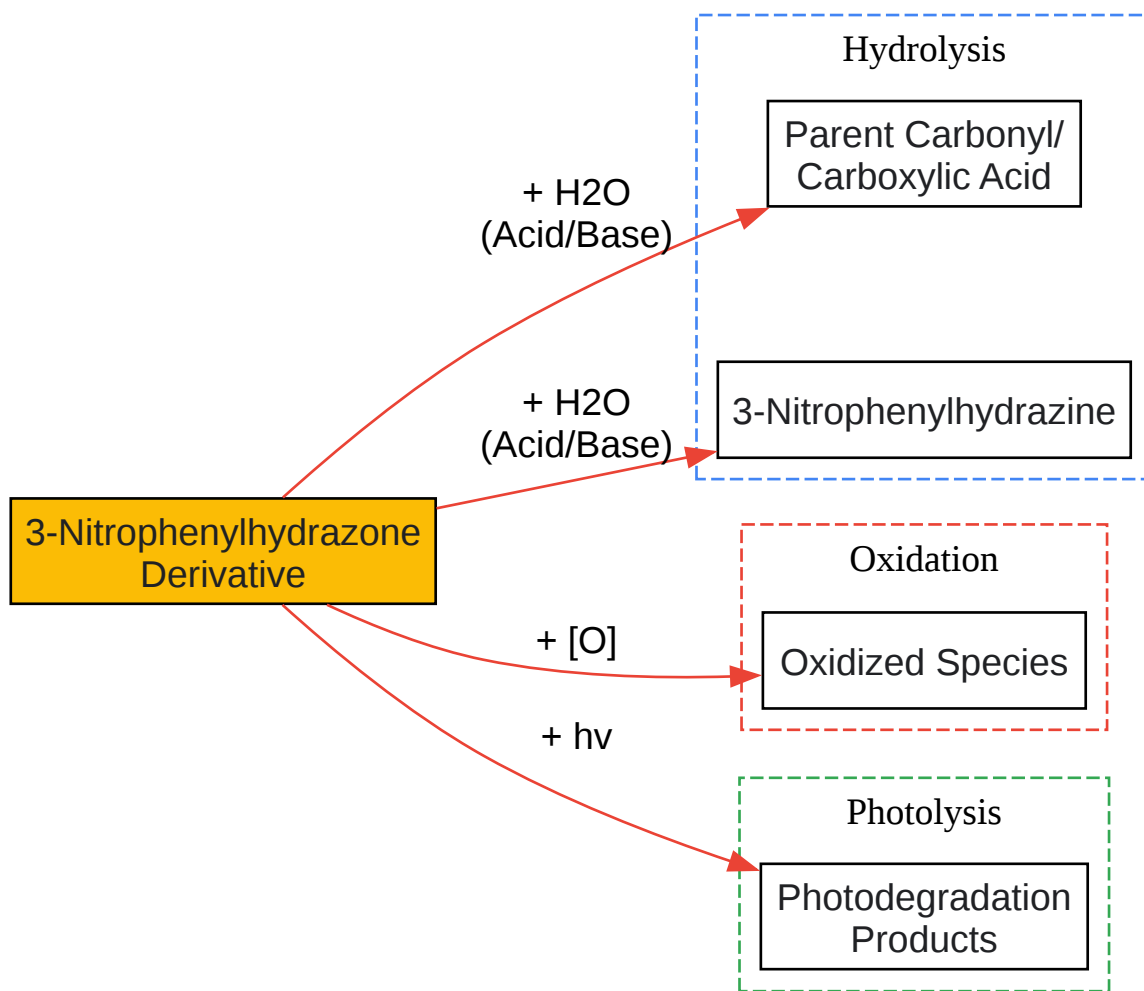 Hydrolysis
Parent Carbonyl/
Carboxylic Acid
+ H2O
(Acid/Base)
3-Nitrophenylhydrazine
+ H2O
(Acid/Base)
3-Nitrophenylhydrazone
Derivative
Oxidation
+ [O]
Oxidized Species
+ hv
Photolysis
Photodegradation
Products